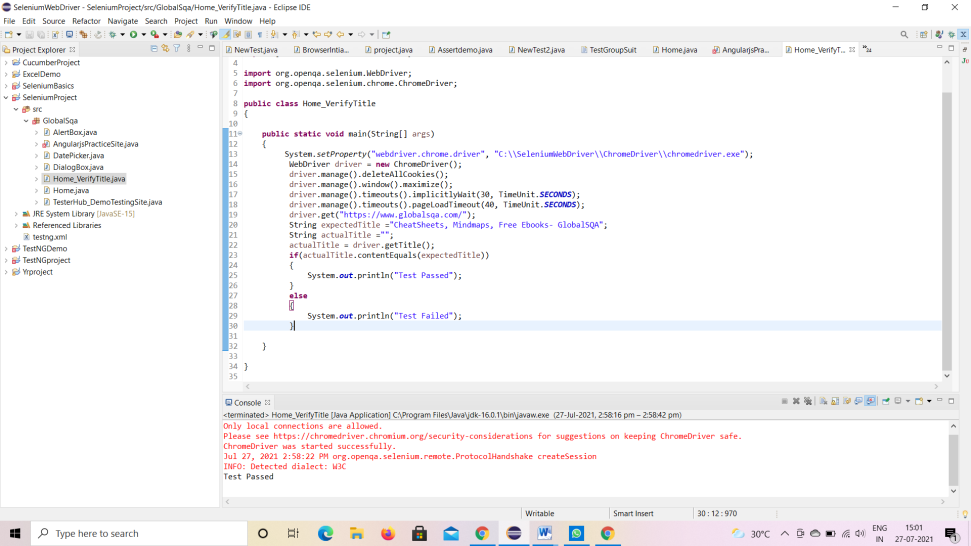 SeleniumWebDriver - SeleniumProject/src/GlobalSqa/Home_VerifyTitle.java - Eclipse IDE
File Edit Source Refactor Navigate Search Project Run Window Help
Project Explorer
NewTest.java
BrowserIntia...
project.java
Assertdemo.java
NewTest2.java
TestGroupSuit
Home.java
AngularjsPra...
Home_VerifyT...
CucumberProject
ExcelDemo
SeleniumBasics
SeleniumProject
src
GlobalSqa
AlertBox.java
AngularjsPracticeSite.java
DatePicker.java
DialogBox.java
Home_VerifyTitle.java
Home.java
TesterHub_DemoTestingSite.java
JRE System Library [JavaSE-15]
Referenced Libraries
testng.xml
TestNGDemo
TestNGproject
Yrproject
4
5 import org.openqa.selenium.WebDriver;
6 import org.openqa.selenium.chrome.ChromeDriver;
7
8 public class Home_VerifyTitle
9 {
10
11 public static void main(String[] args)
12 {
13 System.setProperty("webdriver.chrome.driver", "C:\\SeleniumWebDriver\\ChromeDriver\\chromedriver.exe");
14 WebDriver driver = new ChromeDriver();
15 driver.manage().deleteAllCookies();
16 driver.manage().window().maximize();
17 driver.manage().timeouts().implicitlyWait(30, TimeUnit.SECONDS);
18 driver.manage().timeouts().pageLoadTimeout(40, TimeUnit.SECONDS);
19 driver.get("https://www.globalsqa.com/");
20 String expectedTitle ="CheatSheets, Mindmaps, Free Ebooks- GlobalSQA";
21 String actualTitle ="";
22 actualTitle = driver.getTitle();
23 if(actualTitle.contentEquals(expectedTitle))
24 {
25 System.out.println("Test Passed");
26 }
27 else
28 {
29 System.out.println("Test Failed");
30 }
31
32 }
33
34 }
35
Console
<terminated> Home_VerifyTitle [Java Application] C:\Program Files\Java\jdk-16.0.1\bin\javaw.exe (27-Jul-2021, 2:58:16 pm – 2:58:42 pm)
Only local connections are allowed.
Please see https://chromedriver.chromium.org/security-considerations for suggestions on keeping ChromeDriver safe.
ChromeDriver was started successfully.
Jul 27, 2021 2:58:22 PM org.openqa.selenium.remote.ProtocolHandshake createSession
INFO: Detected dialect: W3C
Test Passed
Writable
Smart Insert
30 : 12 : 970
Type here to search
30°C
ENG
IN
15:01
27-07-2021
1